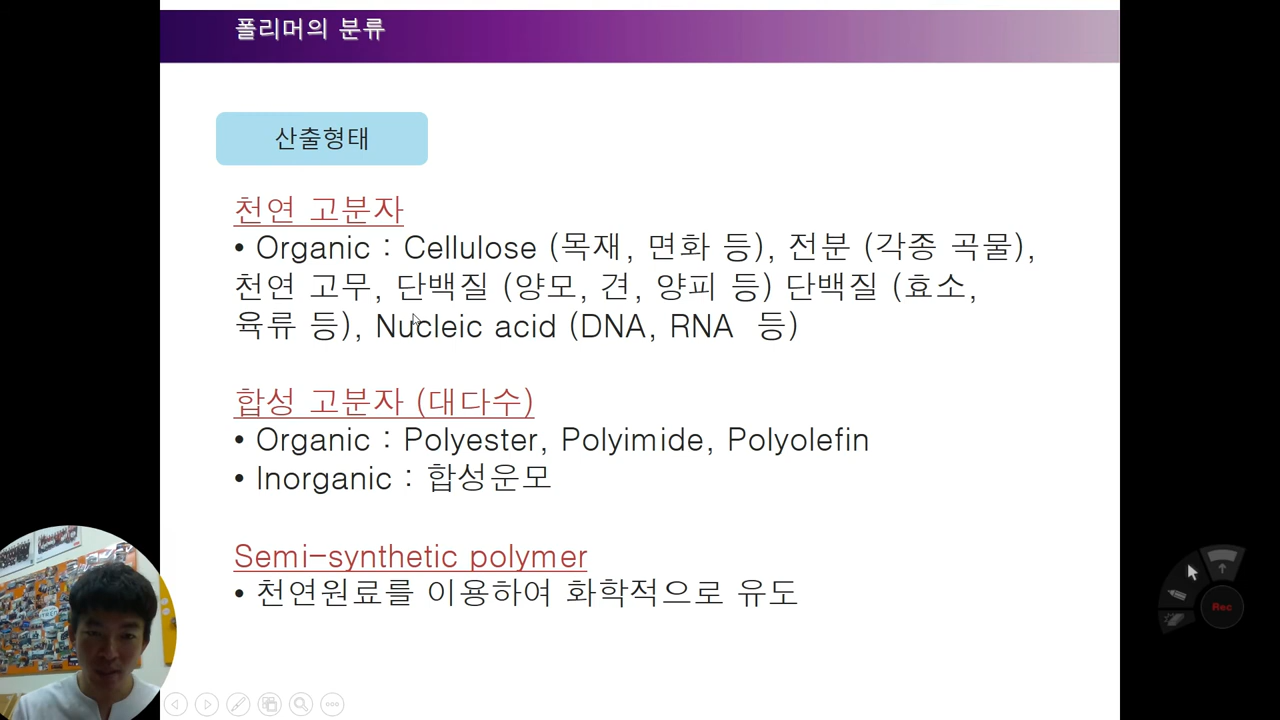 폴리머의 분류
산출형태
천연 고분자
• Organic : Cellulose (목재, 면화 등), 전분 (각종 곡물),
천연 고무, 단백질 (양모, 견, 양피 등) 단백질 (효소,
육류 등), Nucleic acid (DNA, RNA 등)
합성 고분자 (대다수)
• Organic : Polyester, Polyimide, Polyolefin
• Inorganic : 합성운모
Semi-synthetic polymer
• 천연원료를 이용하여 화학적으로 유도
Rec